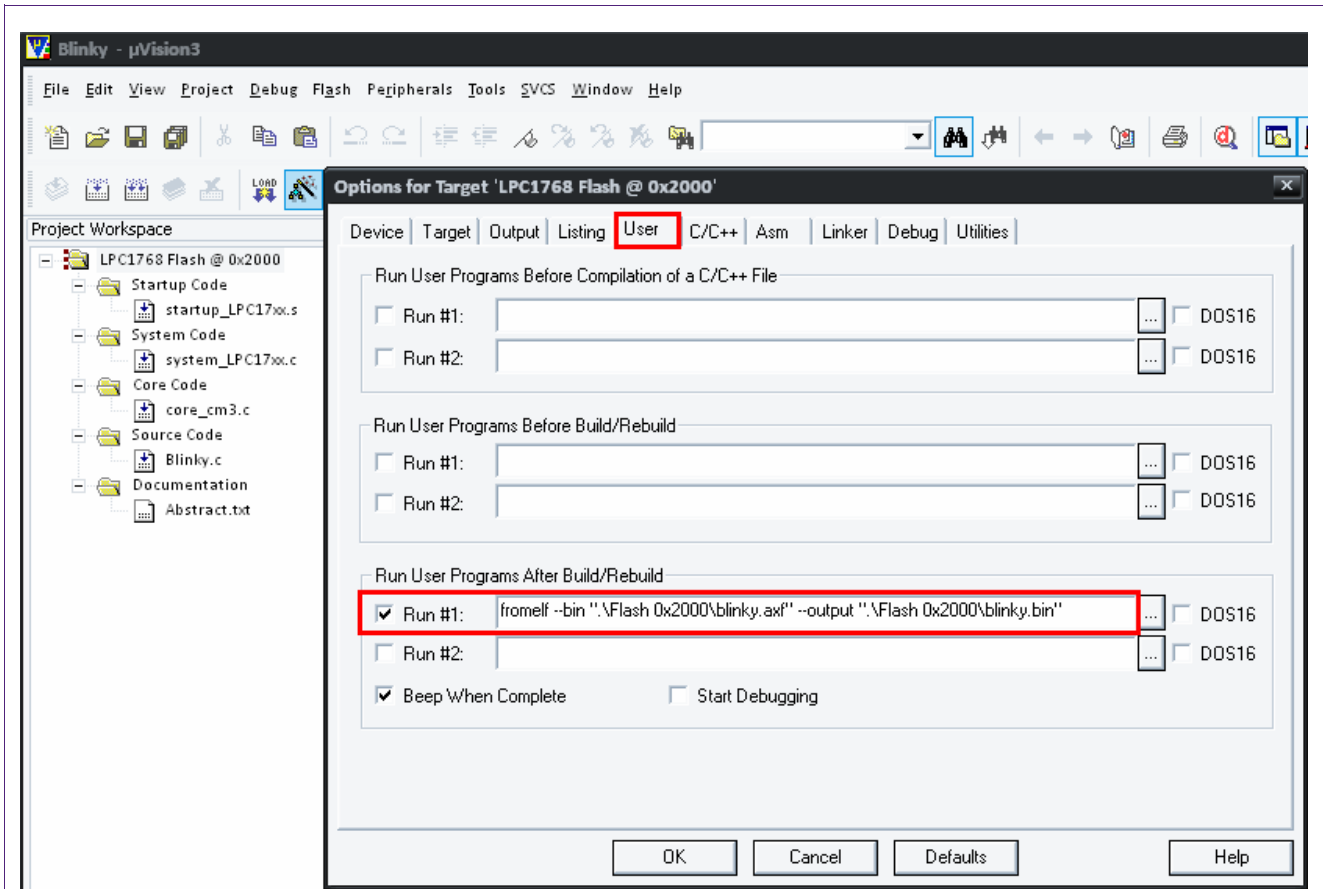 Blinky - µVision3
File Edit View Project Debug Flash Peripherals Tools SVCS Window Help
LOAD
Project Workspace
LPC1768 Flash @ 0x2000
Startup Code
startup_LPC17xx.s
System Code
system_LPC17xx.c
Core Code
core_cm3.c
Source Code
Blinky.c
Documentation
Abstract.txt
Options for Target 'LPC1768 Flash @ 0x2000'
Device Target Output Listing User C/C++ Asm Linker Debug Utilities
Run User Programs Before Compilation of a C/C++ File
Run #1: ... DOS16
Run #2: ... DOS16
Run User Programs Before Build/Rebuild
Run #1: ... DOS16
Run #2: ... DOS16
Run User Programs After Build/Rebuild
Run #1: fromelf --bin ".\Flash 0x2000\blinky.axf" --output ".\Flash 0x2000\blinky.bin" ... DOS16
Run #2: ... DOS16
Beep When Complete Start Debugging
OK Cancel Defaults Help